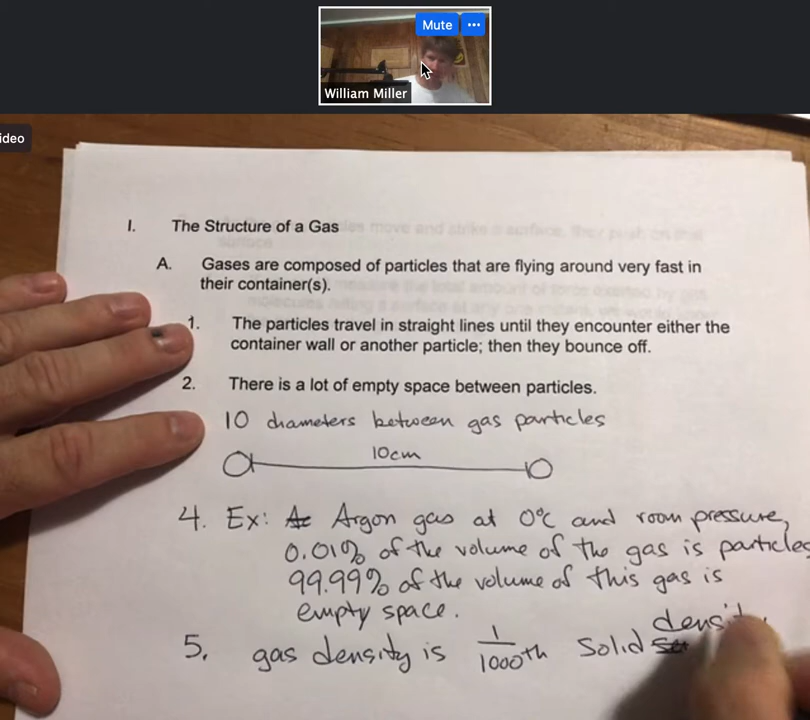 Mute
William Miller
ideo
I. The Structure of a Gas
A. Gases are composed of particles that are flying around very fast in
their container(s).
1. The particles travel in straight lines until they encounter either the
container wall or another particle; then they bounce off.
2. There is a lot of empty space between particles.
10 diameters between gas particles
10cm
4. Ex: Argon gas at 0°C and room pressure,
0.01% of the volume of the gas is particles
99.99% of the volume of this gas is
empty space.
density
5. gas density is 1/1000th Solid